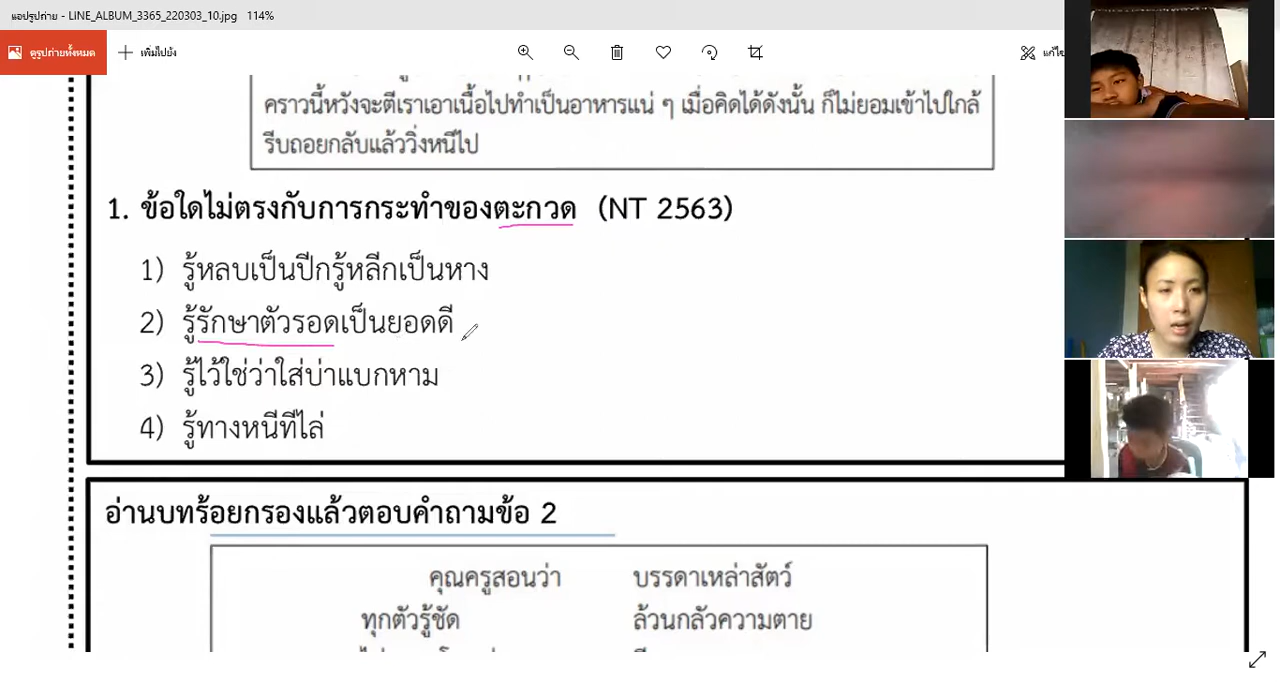 แอปรูปถ่าย - LINE_ALBUM_3365_220303_10.jpg 114%
ดูรูปถ่ายทั้งหมด
เพิ่มไปยัง
แก้ไข
คราวนี้หวังจะตีเราเอาเนื้อไปทำเป็นอาหารแน่ ๆ เมื่อคิดได้ดังนั้น ก็ไม่ยอมเข้าไปใกล้
รีบถอยกลับแล้ววิ่งหนีไป
1. ข้อใดไม่ตรงกับการกระทำของตะกวด (NT 2563)
1) รู้หลบเป็นปีกรู้หลีกเป็นหาง
2) รู้รักษาตัวรอดเป็นยอดดี
3) รู้ไว้ใช่ว่าใส่บ่าแบกหาม
4) รู้ทางหนีทีไล่
อ่านบทร้อยกรองแล้วตอบคำถามข้อ 2
คุณครูสอนว่า บรรดาเหล่าสัตว์
ทุกตัวรู้ชัด ล้วนกลัวความตาย